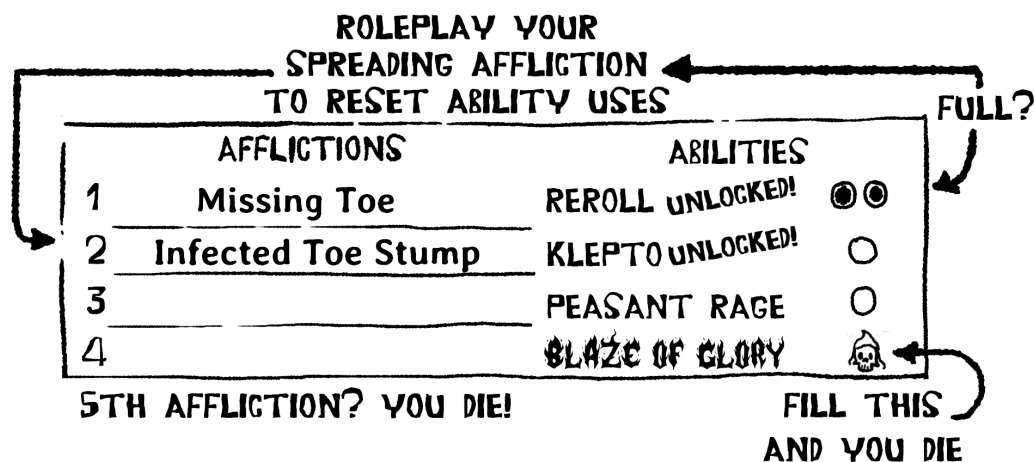 ROLEPLAY YOUR
SPREADING AFFLICTION
TO RESET ABILITY USES
FULL?
AFFLICTIONS ABILITIES
1 Missing Toe REROLL UNLOCKED!
2 Infected Toe Stump KLEPTO UNLOCKED!
3 PEASANT RAGE
4 BLAZE OF GLORY
5TH AFFLICTION? YOU DIE!
FILL THIS
AND YOU DIE